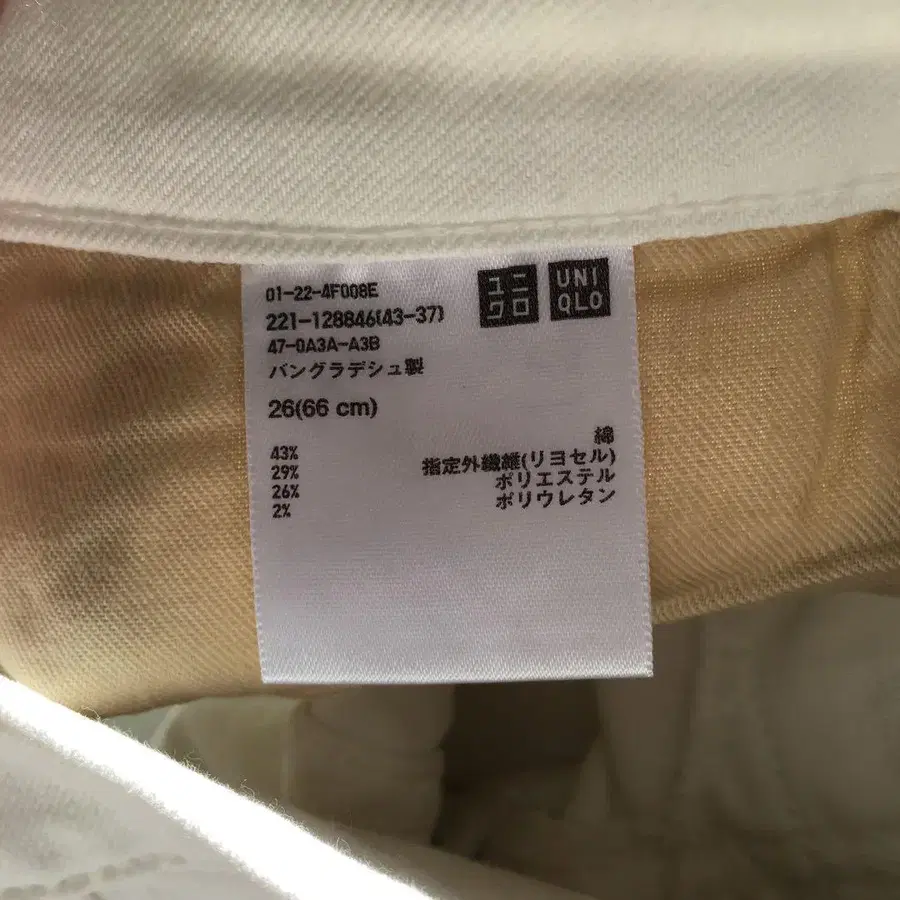 01-22-4F008E
221-128846(43-37)
47-0A3A-A3B
バングラデシュ製
ユニ
クロ
UNI
QLO
26(66 cm)
43% 綿
29% 指定外繊維(リヨセル)
26% ポリエステル
2% ポリウレタン